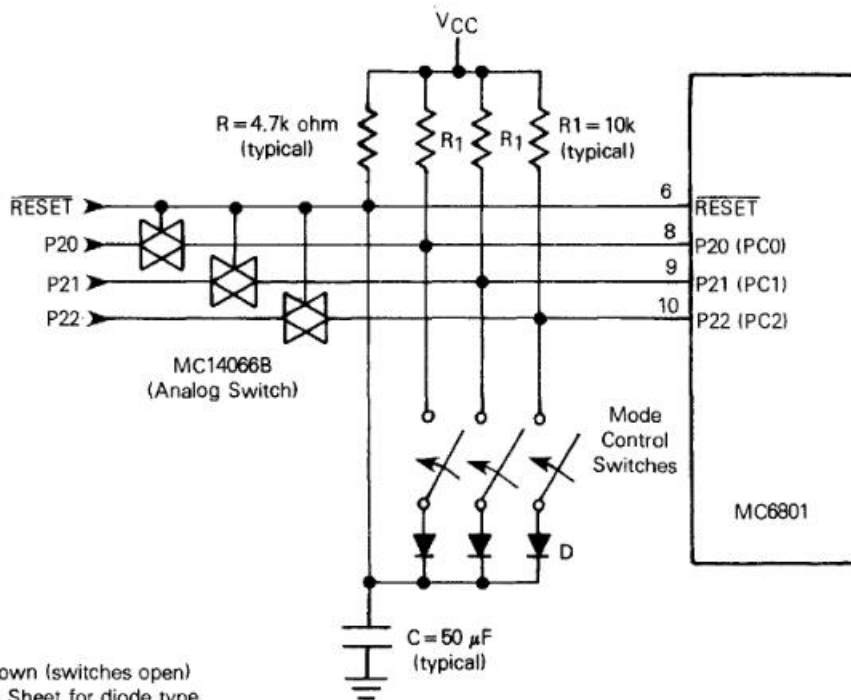 VCC
R = 4.7k ohm
(typical)
R1
R1
R1 = 10k
(typical)
RESET
6
RESET
P20
8
P20 (PC0)
P21
9
P21 (PC1)
P22
10
P22 (PC2)
MC14066B
(Analog Switch)
Mode
Control
Switches
MC6801
D
C = 50 µF
(typical)
own (switches open)
Sheet for diode type